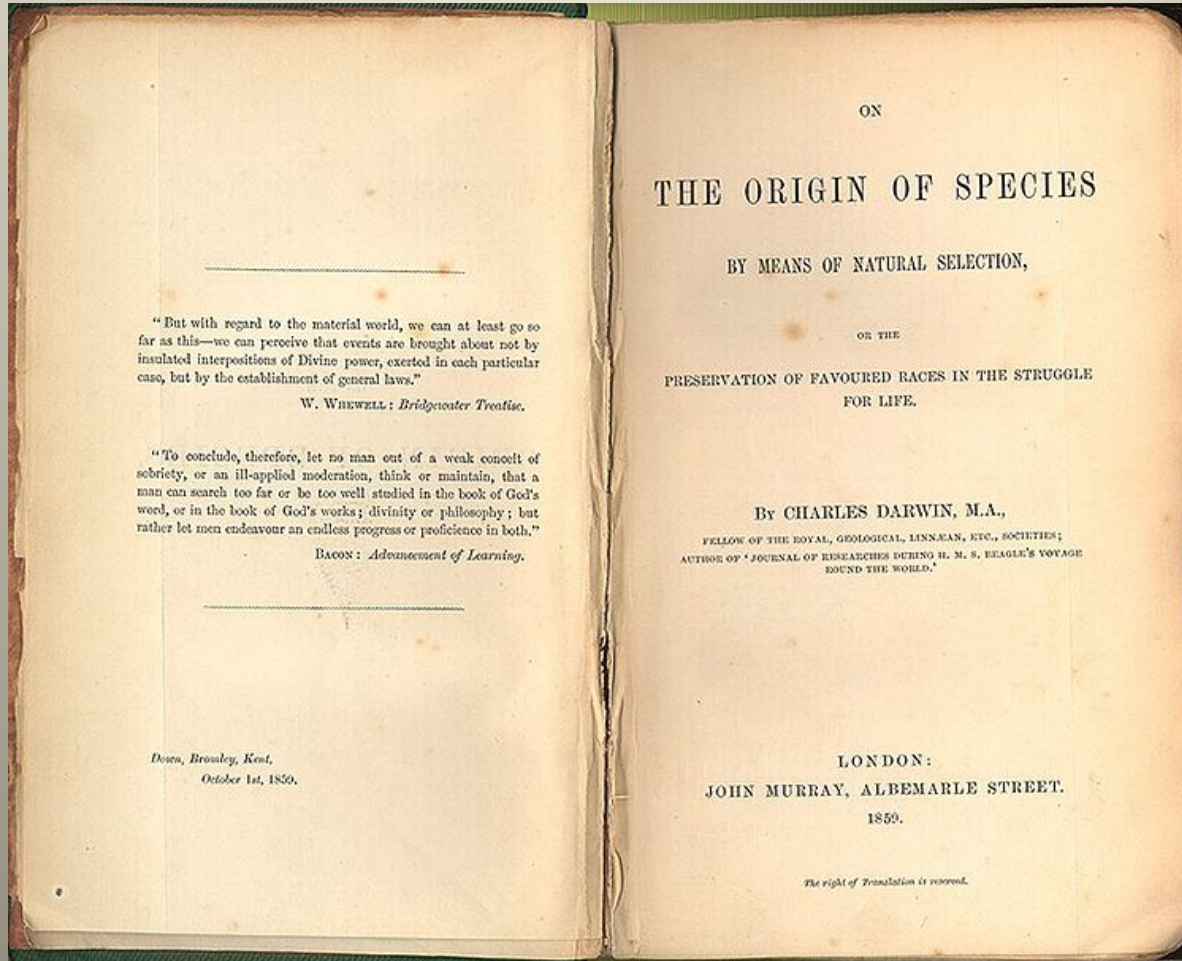 “But with regard to the material world, we can at least go so
far as this—we can perceive that events are brought about not by
insulated interpositions of Divine power, exerted in each particular
case, but by the establishment of general laws.”
W. WHEWELL: Bridgewater Treatise.
“To conclude, therefore, let no man out of a weak conceit of
sobriety, or an ill-applied moderation, think or maintain, that a
man can search too far or be too well studied in the book of God's
word, or in the book of God's works; divinity or philosophy; but
rather let men endeavour an endless progress or proficience in both.”
BACON: Advancement of Learning.
Down, Bromley, Kent,
October 1st, 1859.
ON
THE ORIGIN OF SPECIES
BY MEANS OF NATURAL SELECTION,
OR THE
PRESERVATION OF FAVOURED RACES IN THE STRUGGLE
FOR LIFE.
BY CHARLES DARWIN, M.A.,
FELLOW OF THE ROYAL, GEOLOGICAL, LINNÆAN, ETC., SOCIETIES;
AUTHOR OF ‘JOURNAL OF RESEARCHES DURING H. M. S. BEAGLE'S VOYAGE
ROUND THE WORLD.’
LONDON:
JOHN MURRAY, ALBEMARLE STREET.
1859.
The right of Translation is reserved.